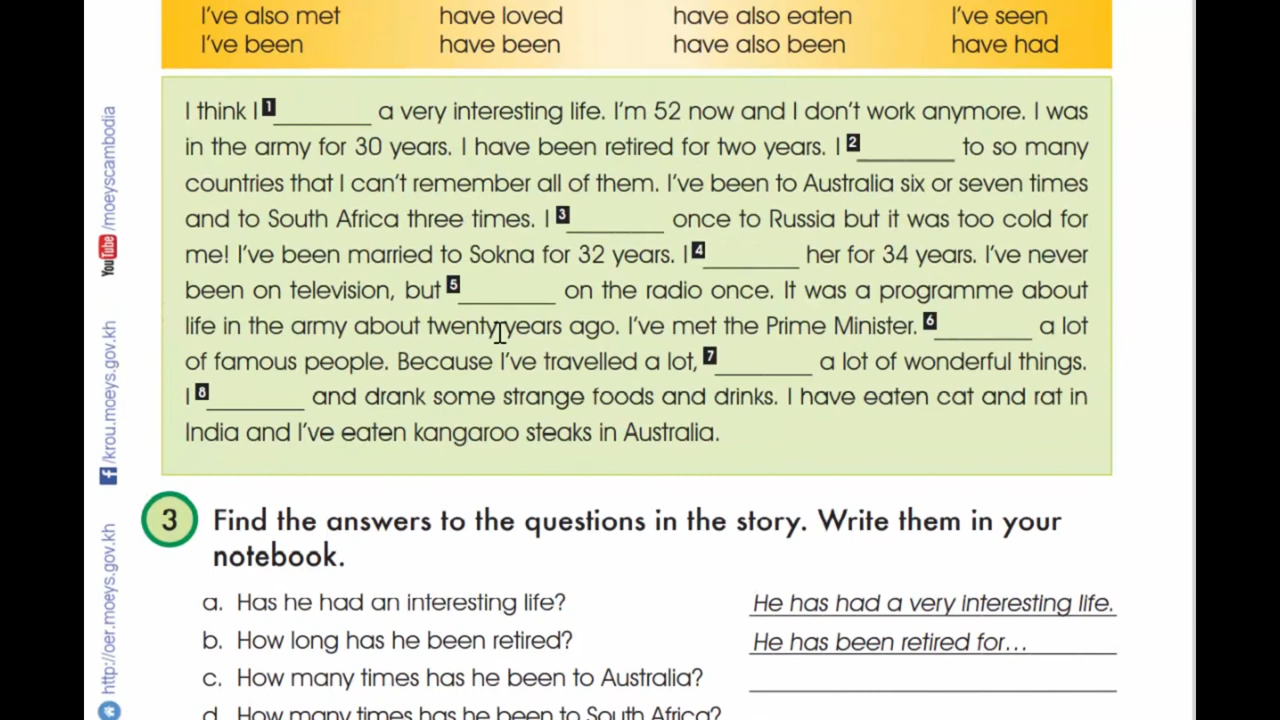 I've also met have loved have also eaten I've seen
I've been have been have also been have had
I think I 1 ________ a very interesting life. I'm 52 now and I don't work anymore. I was
in the army for 30 years. I have been retired for two years. I 2 ________ to so many
countries that I can't remember all of them. I've been to Australia six or seven times
and to South Africa three times. I 3 ________ once to Russia but it was too cold for
me! I've been married to Sokna for 32 years. I 4 ________ her for 34 years. I've never
been on television, but 5 ________ on the radio once. It was a programme about
life in the army about twenty years ago. I've met the Prime Minister. 6 ________ a lot
of famous people. Because I've travelled a lot, 7 ________ a lot of wonderful things.
I 8 ________ and drank some strange foods and drinks. I have eaten cat and rat in
India and I've eaten kangaroo steaks in Australia.
3 Find the answers to the questions in the story. Write them in your
notebook.
a. Has he had an interesting life? He has had a very interesting life.
b. How long has he been retired? He has been retired for...
c. How many times has he been to Australia?
d. How many times has he been to South Africa?
YouTube /moeyscambodia
f /krou.moeys.gov.kh
http://oer.moeys.gov.kh